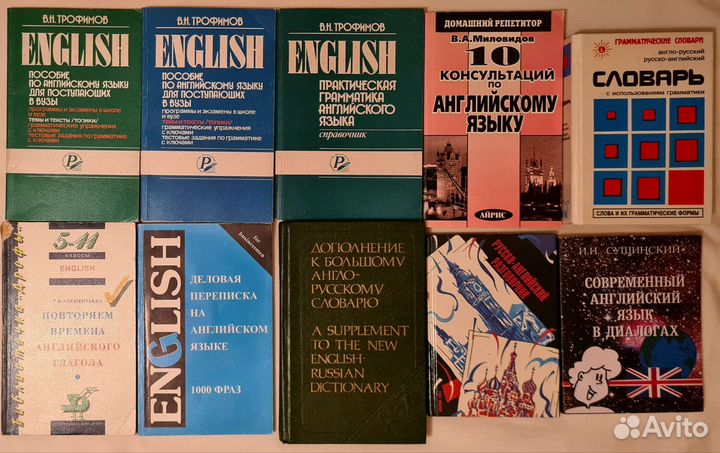 В.Н. ТРОФИМОВ
ENGLISH
ПОСОБИЕ
ПО АНГЛИЙСКОМУ ЯЗЫКУ
ДЛЯ ПОСТУПАЮЩИХ
В ВУЗЫ
программы и экзамены в школе
и вузе
темы и тексты /топики/
грамматические упражнения
с ключами
тестовые задания по грамматике
с ключами
В.Н. ТРОФИМОВ
ENGLISH
ПОСОБИЕ
ПО АНГЛИЙСКОМУ ЯЗЫКУ
ДЛЯ ПОСТУПАЮЩИХ
В ВУЗЫ
программы и экзамены в школе
и вузе
темы и тексты /топики/
грамматические упражнения
с ключами
тестовые задания по грамматике
с ключами
В.Н. ТРОФИМОВ
ENGLISH
ПРАКТИЧЕСКАЯ
ГРАММАТИКА
АНГЛИЙСКОГО
ЯЗЫКА
справочник
ДОМАШНИЙ РЕПЕТИТОР
В.А.Миловидов
10
КОНСУЛЬТАЦИЙ
ПО
АНГЛИЙСКОМУ
ЯЗЫКУ
АЙРИС
ГРАММАТИЧЕСКИЕ СЛОВАРИ
англо-русский
русско-английский
СЛОВАРЬ
с использованием грамматики
СЛОВА И ИХ ГРАММАТИЧЕСКИЕ ФОРМЫ
5-11
КЛАССЫ
ENGLISH
Т.В.КЛЕМЕНТЬЕВА
ПОВТОРЯЕМ
ВРЕМЕНА
АНГЛИЙСКОГО
ГЛАГОЛА
ENGLISH
for
businessmen
ДЕЛОВАЯ
ПЕРЕПИСКА
НА
АНГЛИЙСКОМ
ЯЗЫКЕ
1000 ФРАЗ
ДОПОЛНЕНИЕ
К БОЛЬШОМУ
АНГЛО-
РУССКОМУ
СЛОВАРЮ
A SUPPLEMENT
TO THE NEW
ENGLISH-
RUSSIAN
DICTIONARY
РУССКО-АНГЛИЙСКИЙ
РАЗГОВОРНИК
И.И. СУЩИНСКИЙ
СОВРЕМЕННЫЙ
АНГЛИЙСКИЙ
ЯЗЫК
В ДИАЛОГАХ
Avito